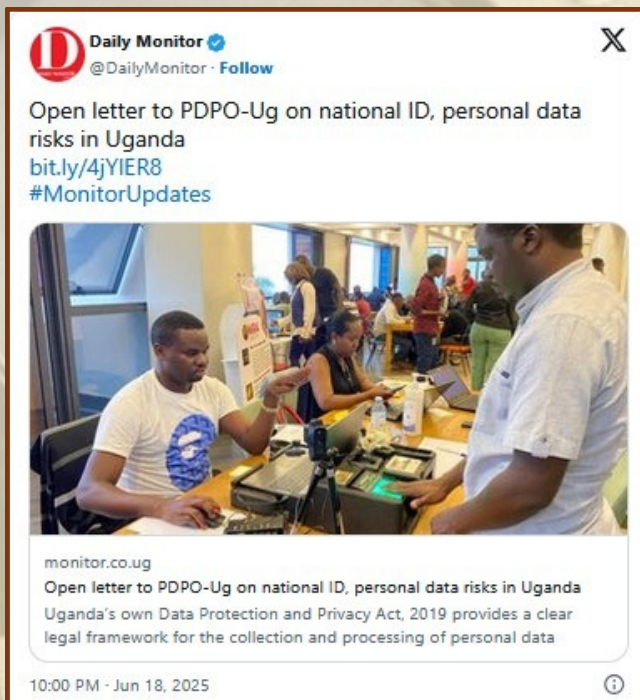 Daily Monitor
@DailyMonitor · Follow
Open letter to PDPO-Ug on national ID, personal data
risks in Uganda
bit.ly/4jYIER8
#MonitorUpdates
monitor.co.ug
Open letter to PDPO-Ug on national ID, personal data risks in Uganda
Uganda's own Data Protection and Privacy Act, 2019 provides a clear
legal framework for the collection and processing of personal data
10:00 PM · Jun 18, 2025